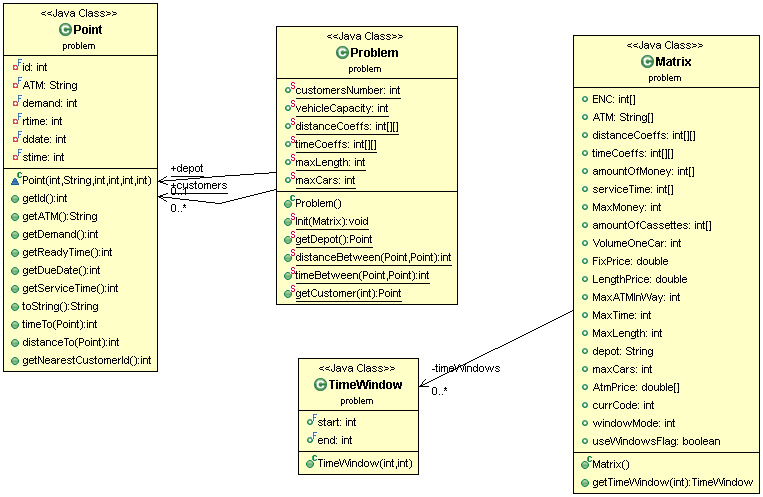 <<Java Class>>
Point
problem
id: int
ATM: String
demand: int
rtime: int
ddate: int
stime: int
Point(int,String,int,int,int,int)
getId():int
getATM():String
getDemand():int
getReadyTime():int
getDueDate():int
getServiceTime():int
toString():String
timeTo(Point):int
distanceTo(Point):int
getNearestCustomerId():int
+depot
0..1
+customers
0..*
<<Java Class>>
Problem
problem
customersNumber: int
vehicleCapacity: int
distanceCoeffs: int[][]
timeCoeffs: int[][]
maxLength: int
maxCars: int
Problem()
Init(Matrix):void
getDepot():Point
distanceBetween(Point,Point):int
timeBetween(Point,Point):int
getCustomer(int):Point
<<Java Class>>
TimeWindow
problem
start: int
end: int
TimeWindow(int,int)
-timeWindows
0..*
<<Java Class>>
Matrix
problem
ENC: int[]
ATM: String[]
distanceCoeffs: int[][]
timeCoeffs: int[][]
amountOfMoney: int[]
serviceTime: int[]
MaxMoney: int
amountOfCassettes: int[]
VolumeOneCar: int
FixPrice: double
LengthPrice: double
MaxATMInWay: int
MaxTime: int
MaxLength: int
depot: String
maxCars: int
AtmPrice: double[]
currCode: int
windowMode: int
useWindowsFlag: boolean
Matrix()
getTimeWindow(int):TimeWindow